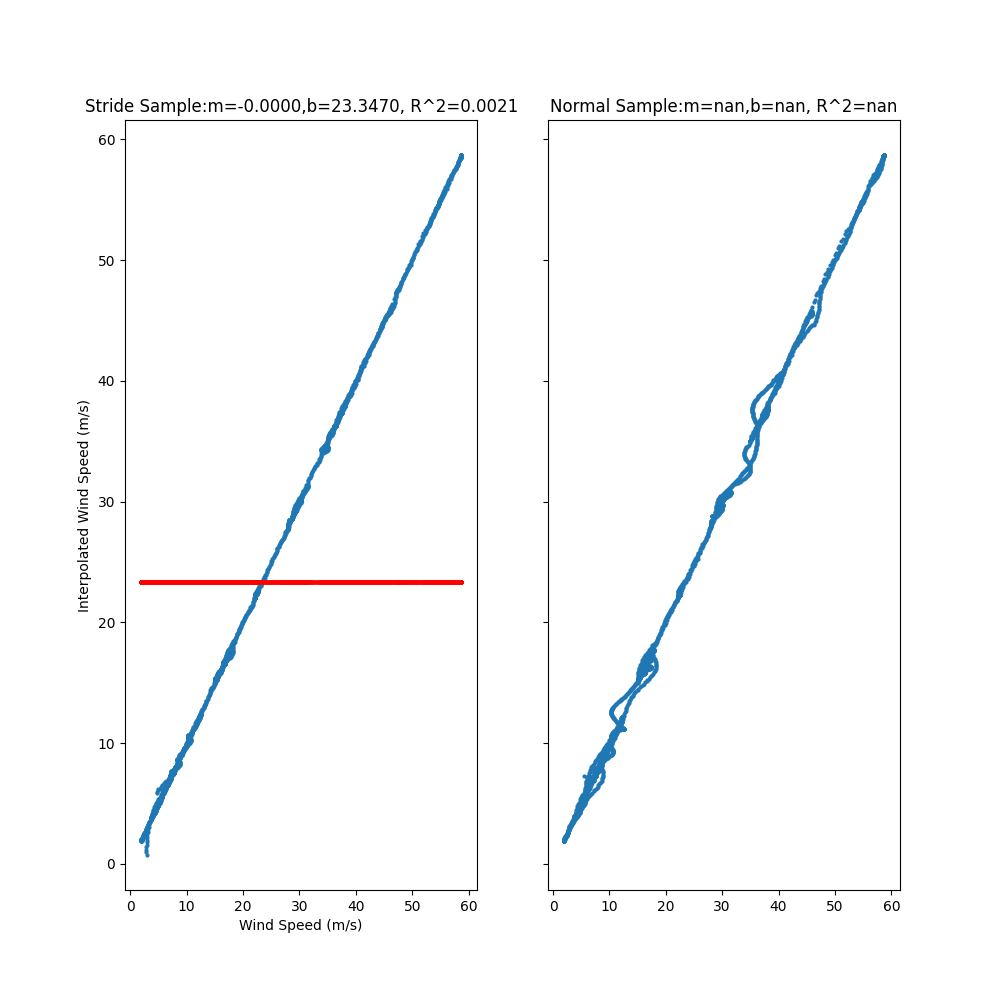 Stride Sample:m=-0.0000,b=23.3470, R^2=0.0021
Normal Sample:m=nan,b=nan, R^2=nan
60
50
40
30
20
10
0
Interpolated Wind Speed (m/s)
0 10 20 30 40 50 60
0 10 20 30 40 50 60
Wind Speed (m/s)